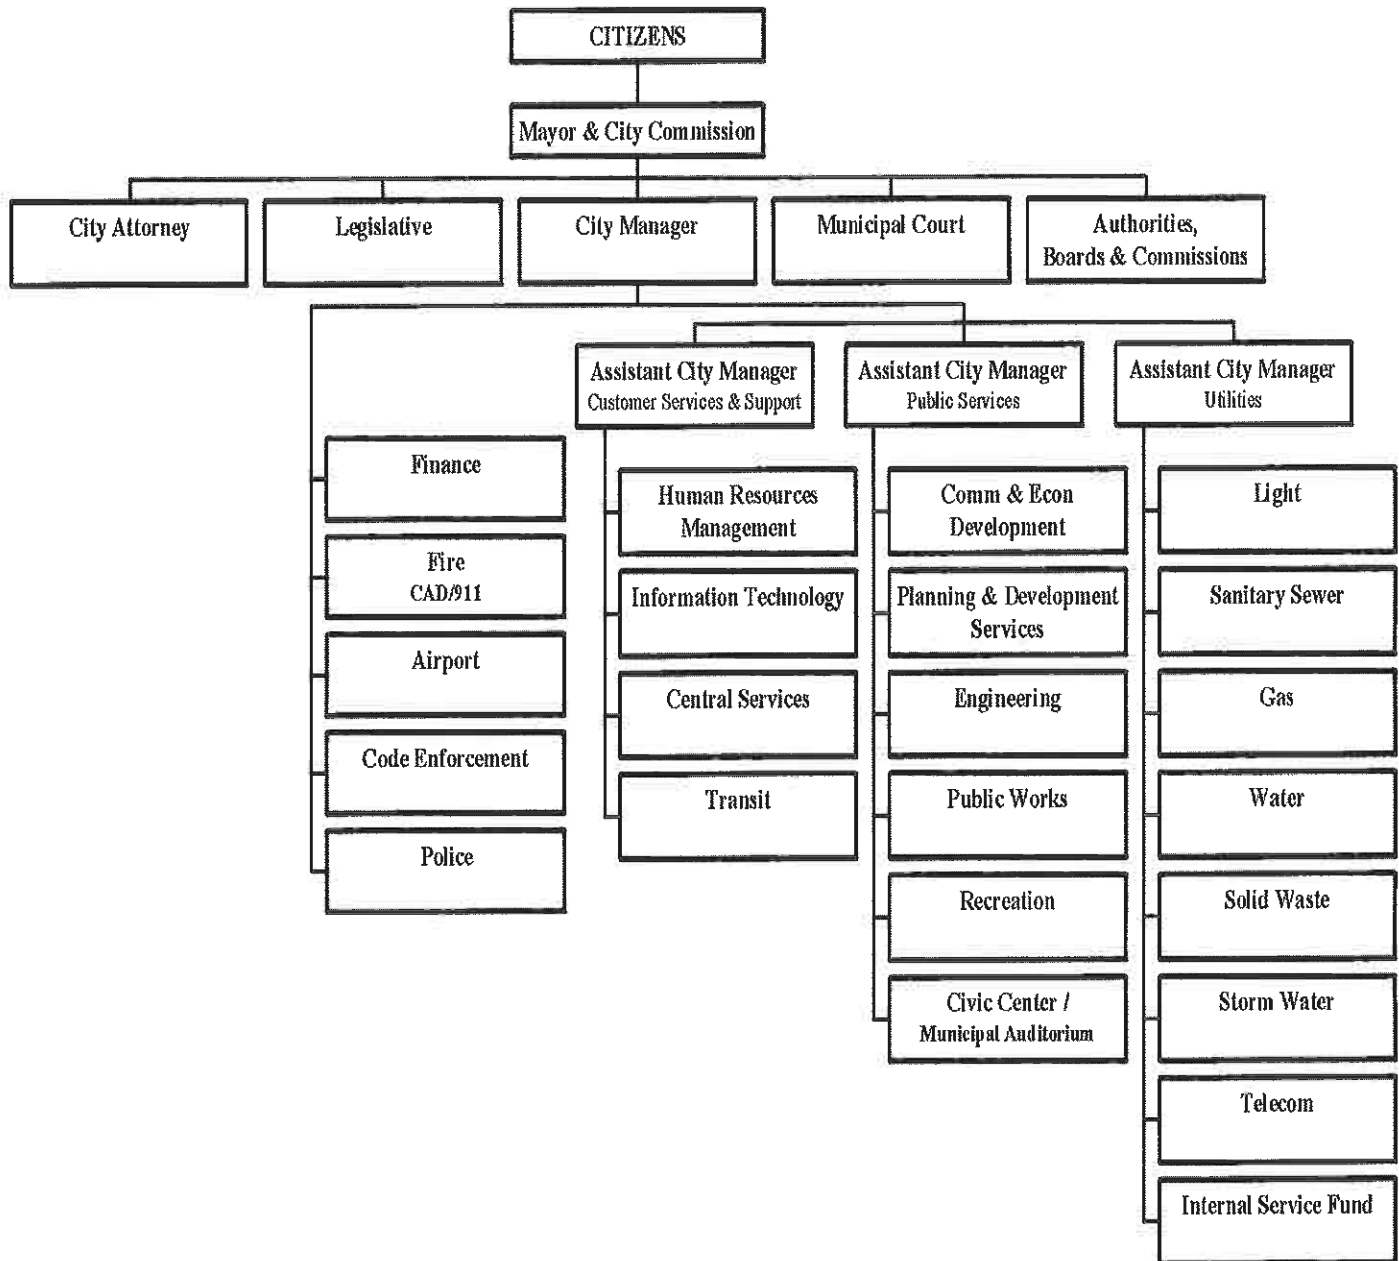 CITIZENS
Mayor & City Commission
City Attorney
Legislative
City Manager
Municipal Court
Authorities,
Boards & Commissions
Assistant City Manager
Customer Services & Support
Assistant City Manager
Public Services
Assistant City Manager
Utilities
Finance
Fire
CAD/911
Airport
Code Enforcement
Police
Human Resources
Management
Information Technology
Central Services
Transit
Comm & Econ
Development
Planning & Development
Services
Engineering
Public Works
Recreation
Civic Center /
Municipal Auditorium
Light
Sanitary Sewer
Gas
Water
Solid Waste
Storm Water
Telecom
Internal Service Fund